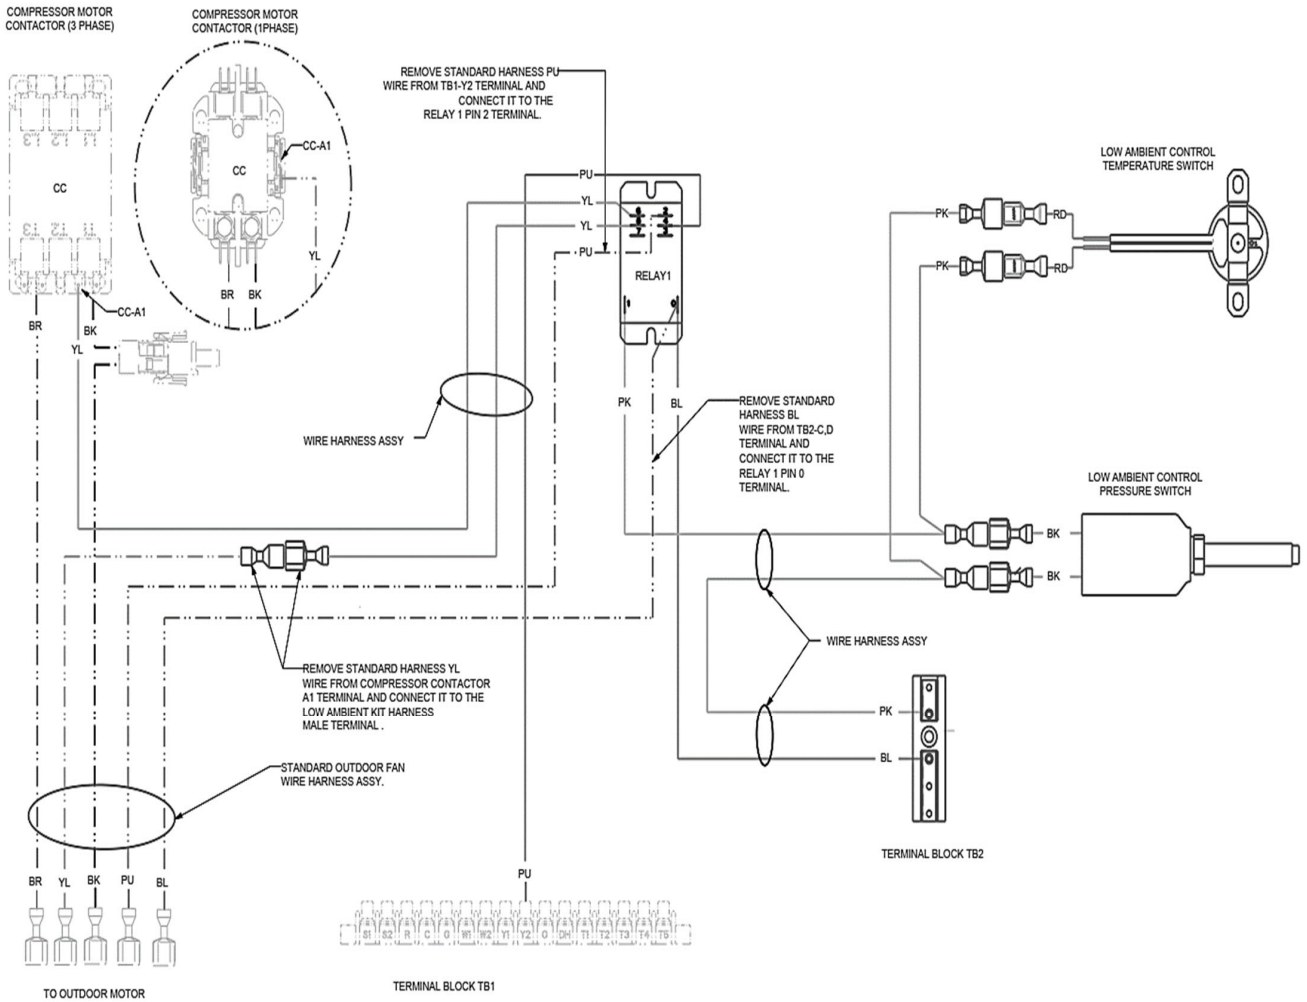 COMPRESSOR MOTOR
CONTACTOR (3 PHASE)
COMPRESSOR MOTOR
CONTACTOR (1PHASE)
T3 T2 T1
CC
T3 T2 T1
CC
CC-A1
YL
BR BK
CC-A1
BR
BK
YL
REMOVE STANDARD HARNESS PU
WIRE FROM TB1-Y2 TERMINAL AND
CONNECT IT TO THE
RELAY 1 PIN 2 TERMINAL.
PU
YL
YL
PU
RELAY1
PK
BL
WIRE HARNESS ASSY
REMOVE STANDARD
HARNESS BL
WIRE FROM TB2-C,D
TERMINAL AND
CONNECT IT TO THE
RELAY 1 PIN 0
TERMINAL.
LOW AMBIENT CONTROL
TEMPERATURE SWITCH
PK
RD
PK
RD
LOW AMBIENT CONTROL
PRESSURE SWITCH
BK
BK
WIRE HARNESS ASSY
PK
BL
TERMINAL BLOCK TB2
REMOVE STANDARD HARNESS YL
WIRE FROM COMPRESSOR CONTACTOR
A1 TERMINAL AND CONNECT IT TO THE
LOW AMBIENT KIT HARNESS
MALE TERMINAL .
STANDARD OUTDOOR FAN
WIRE HARNESS ASSY.
BR YL BK PU BL
TO OUTDOOR MOTOR
PU
S1 S2 R C G W1 W2 Y1 Y2 O DH T1 T2 T3 T4 T5
TERMINAL BLOCK TB1